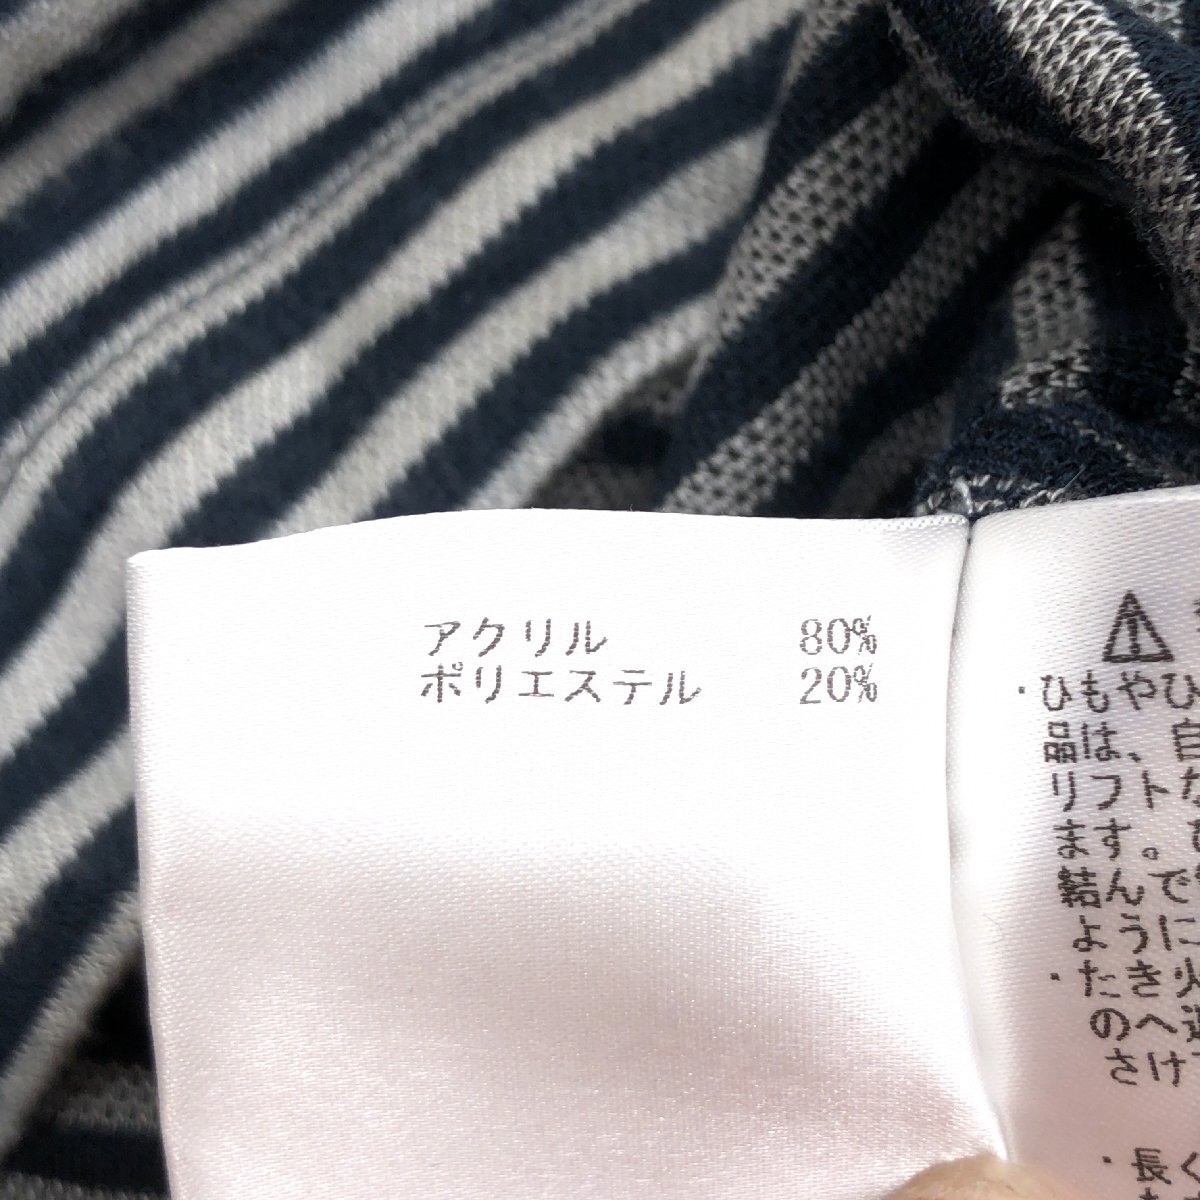 アクリル 80%
ポリエステル 20%
・ひもやひ
品は、自
リフトな
ます。
結んで
ように
・たき火
のへ近
さけ
・長く